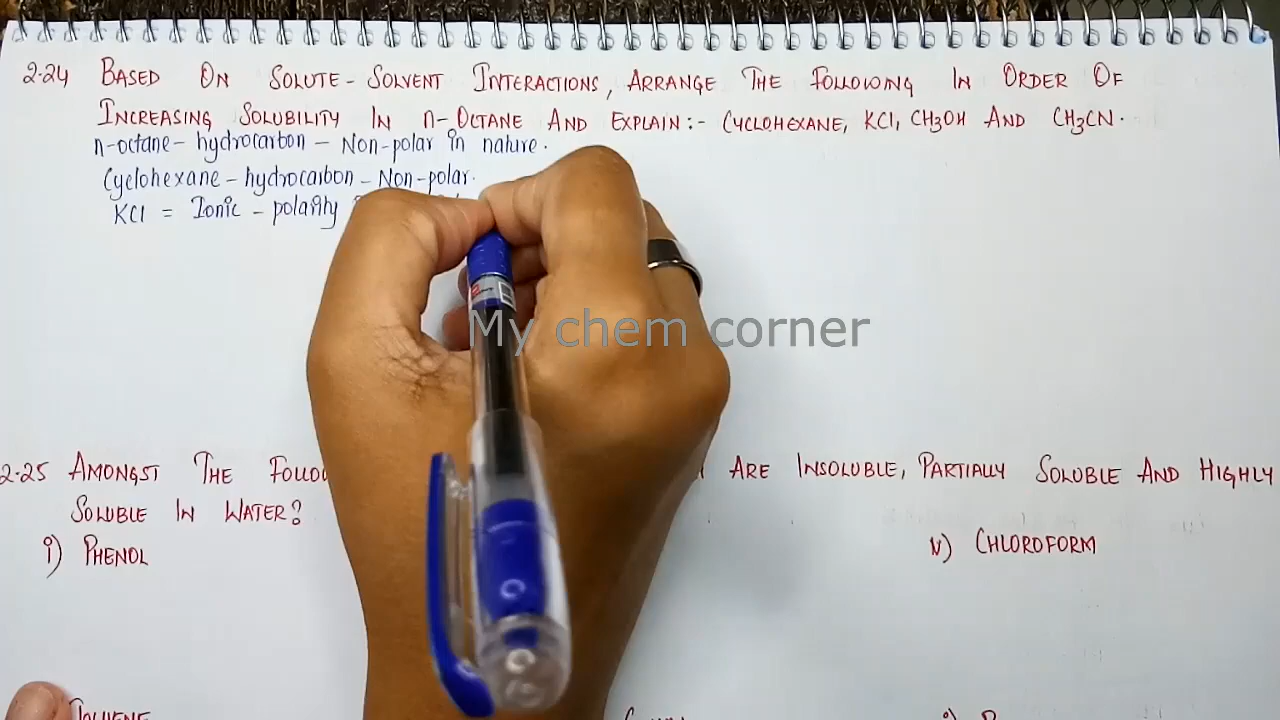 2.24 BASED ON SOLUTE-SOLVENT INTERACTIONS, ARRANGE THE FOLLOWING IN ORDER OF
INCREASING SOLUBILITY IN n-OCTANE AND EXPLAIN:- CYCLOHEXANE, KCl, CH3OH AND CH3CN.
n-octane - hydrocarbon - Non-polar in nature.
Cyclohexane - hydrocarbon - Non-polar.
KCl = Ionic - polarity
My chem corner
2.25 AMONGST THE ARE INSOLUBLE, PARTIALLY SOLUBLE AND HIGHLY
SOLUBLE IN WATER?
i) PHENOL
v) CHLOROFORM